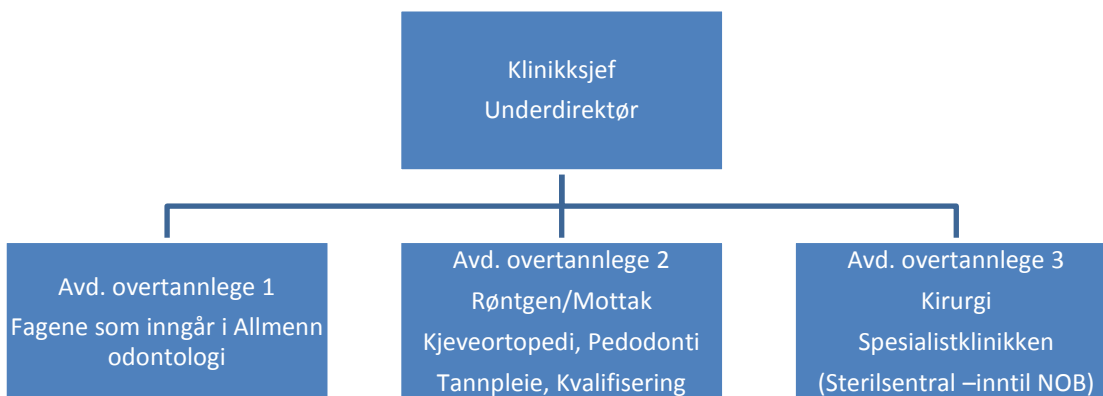 Klinikksjef
Underdirektør
Avd. overtannlege 1
Fagene som inngår i Allmenn
odontologi
Avd. overtannlege 2
Røntgen/Mottak
Kjeveortopedi, Pedodonti
Tannpleie, Kvalifisering
Avd. overtannlege 3
Kirurgi
Spesialistklinikken
(Sterilsentral –inntil NOB)